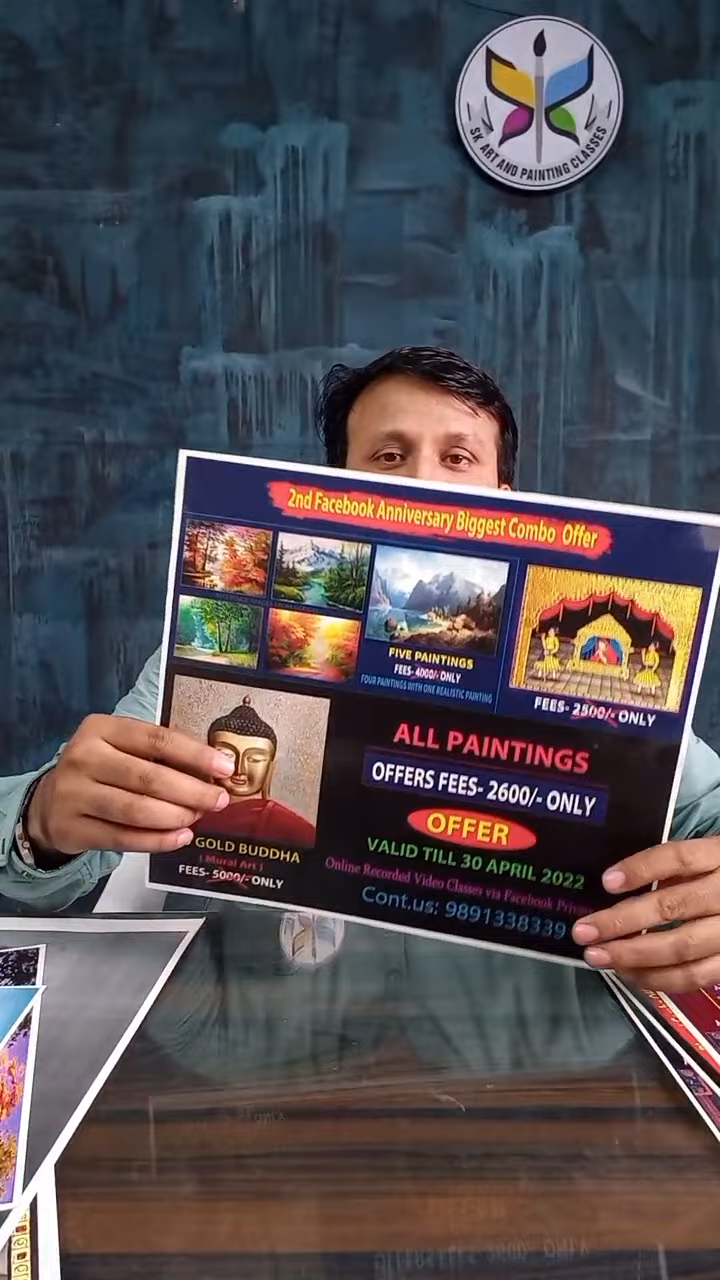 SK ART AND PAINTING CLASSES
2nd Facebook Anniversary Biggest Combo Offer
FIVE PAINTINGS
FEES- 4000/- ONLY
FOUR PAINTINGS WITH ONE REALISTIC PAINTING
FEES- 2500/- ONLY
ALL PAINTINGS
OFFERS FEES- 2600/- ONLY
OFFER
VALID TILL 30 APRIL 2022
GOLD BUDDHA
( Mural Art )
FEES- 5000/- ONLY
Online Recorded Video Classes via Facebook
Cont.us: 9891338339